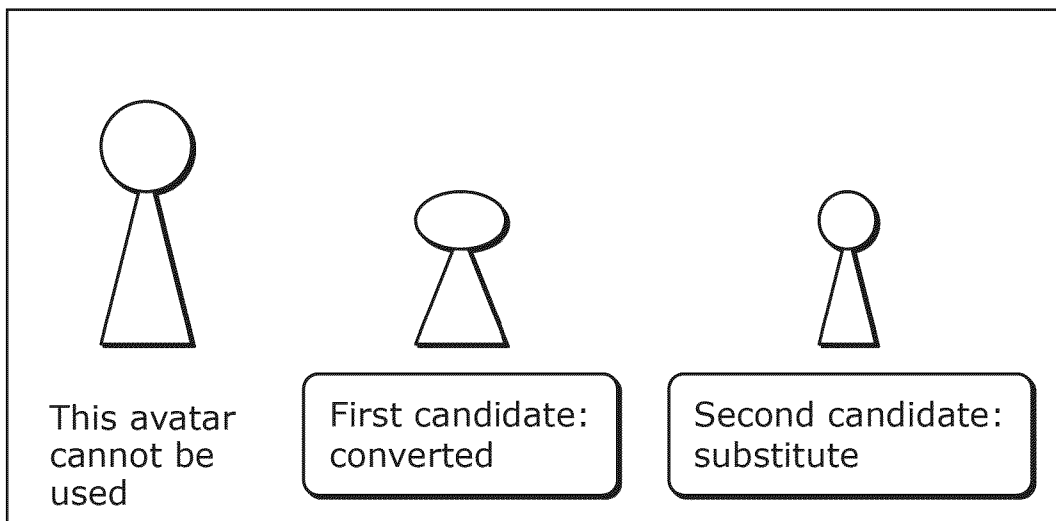 This avatar
cannot be
used
First candidate:
converted
Second candidate:
substitute